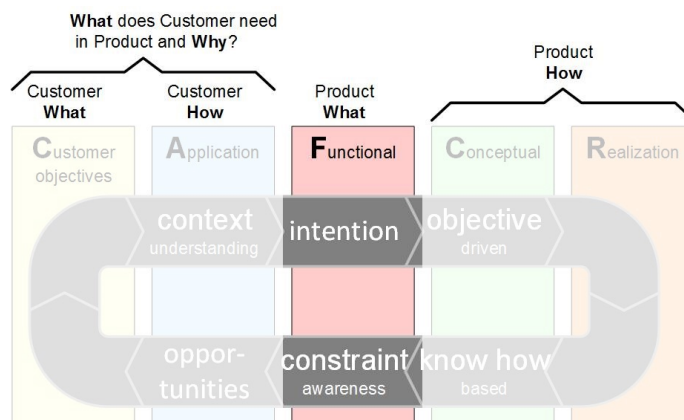 What does Customer need
in Product and Why?
Product
How
Customer
What
Customer
How
Product
What
Customer
objectives
Application
Functional
Conceptual
Realization
context
understanding
intention
objective
driven
oppor-
tunities
constraint
awareness
know how
based